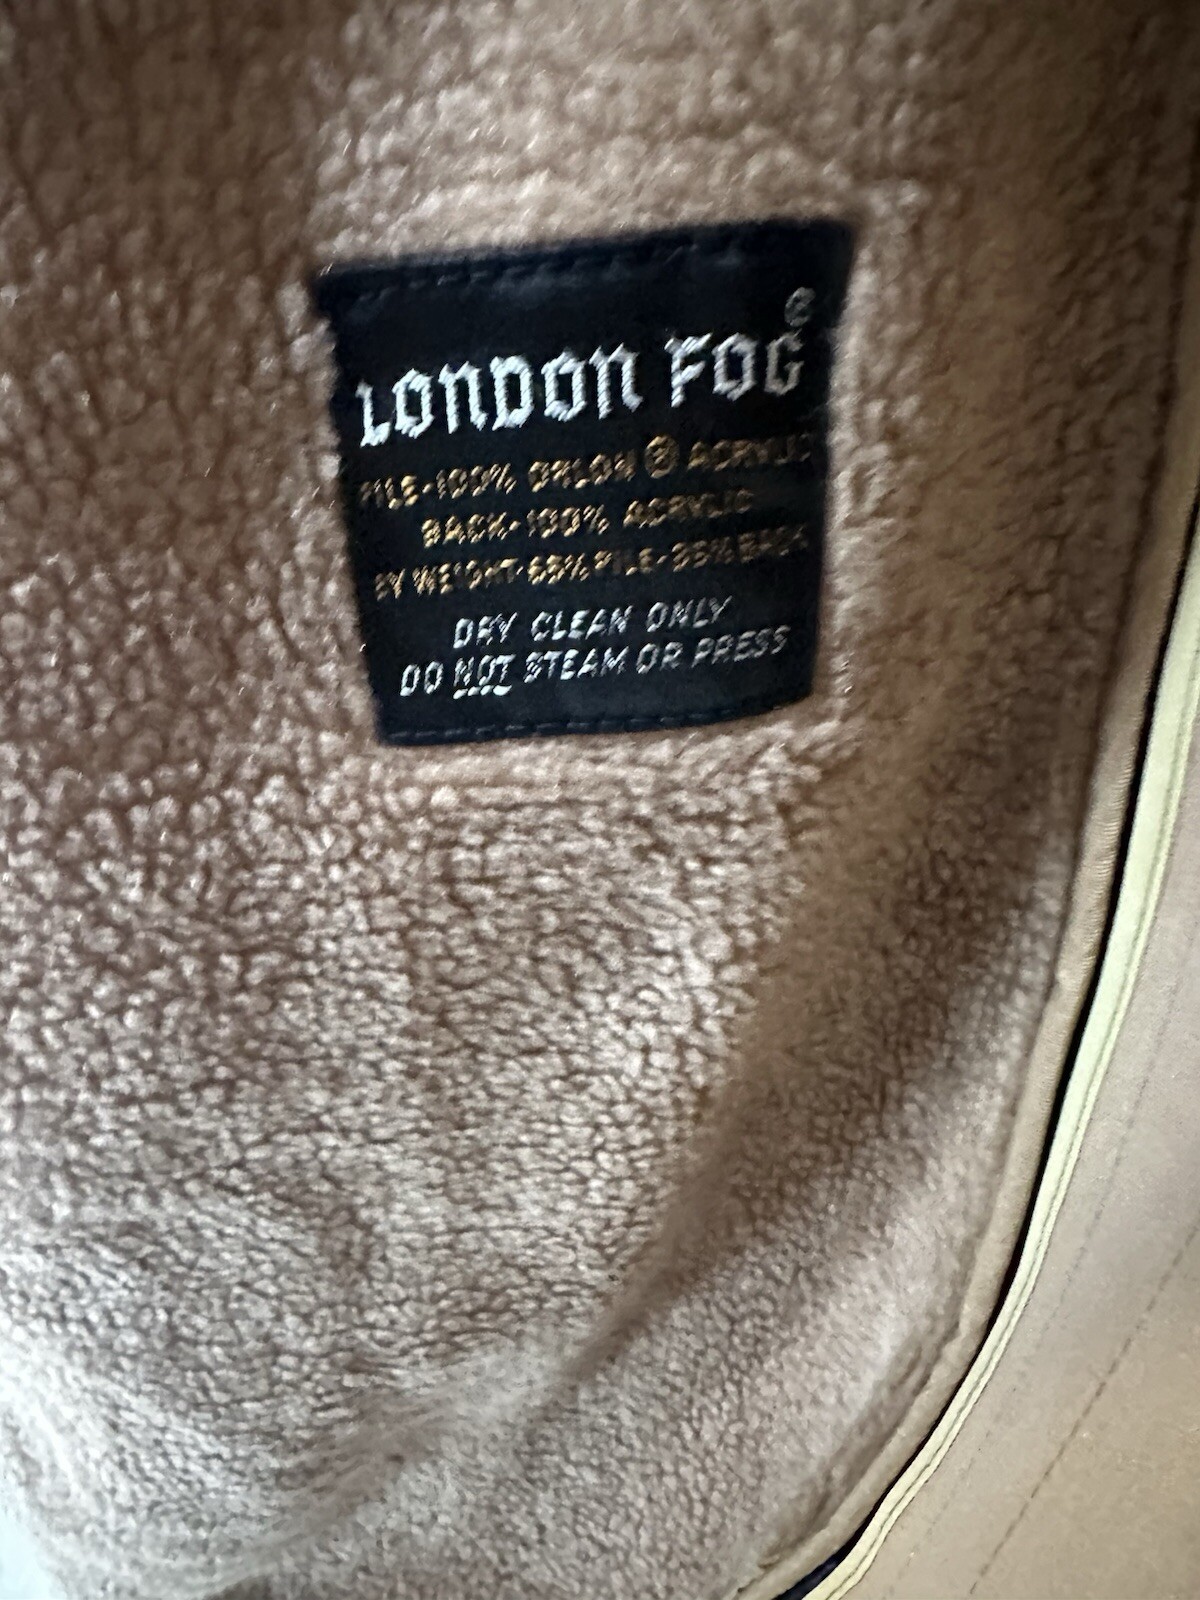 LONDON FOG®
PILE-100% ORLON ® ACRYLIC
BACK-100% ACRYLIC
BY WEIGHT-65% PILE-35% BACK
DRY CLEAN ONLY
DO NOT STEAM OR PRESS